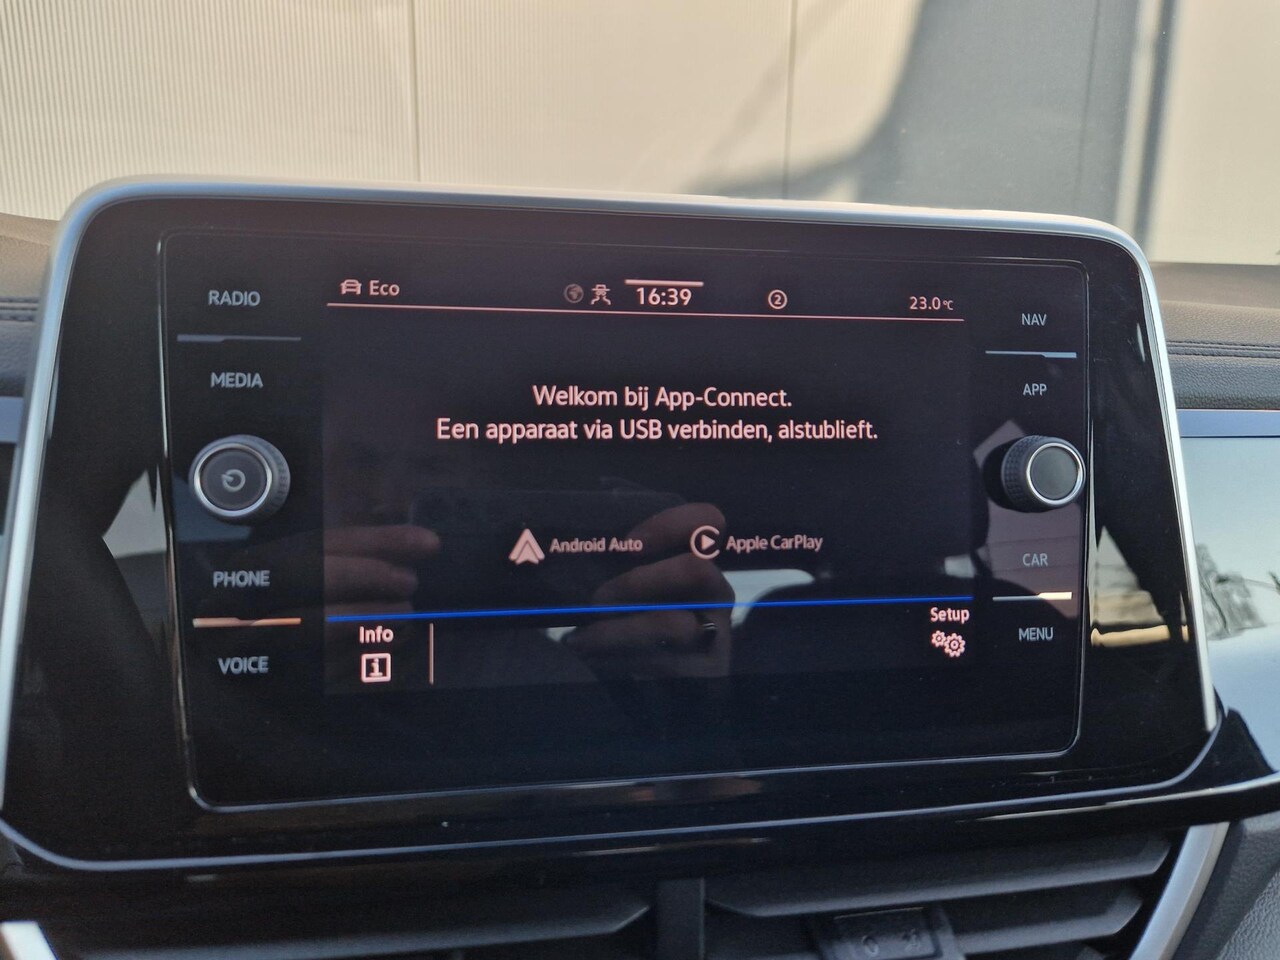 RADIO
MEDIA
PHONE
VOICE
Eco
16:39
2
23.0°C
Welkom bij App-Connect.
Een apparaat via USB verbinden, alstublieft.
Android Auto
Apple CarPlay
Info
Setup
NAV
APP
CAR
MENU